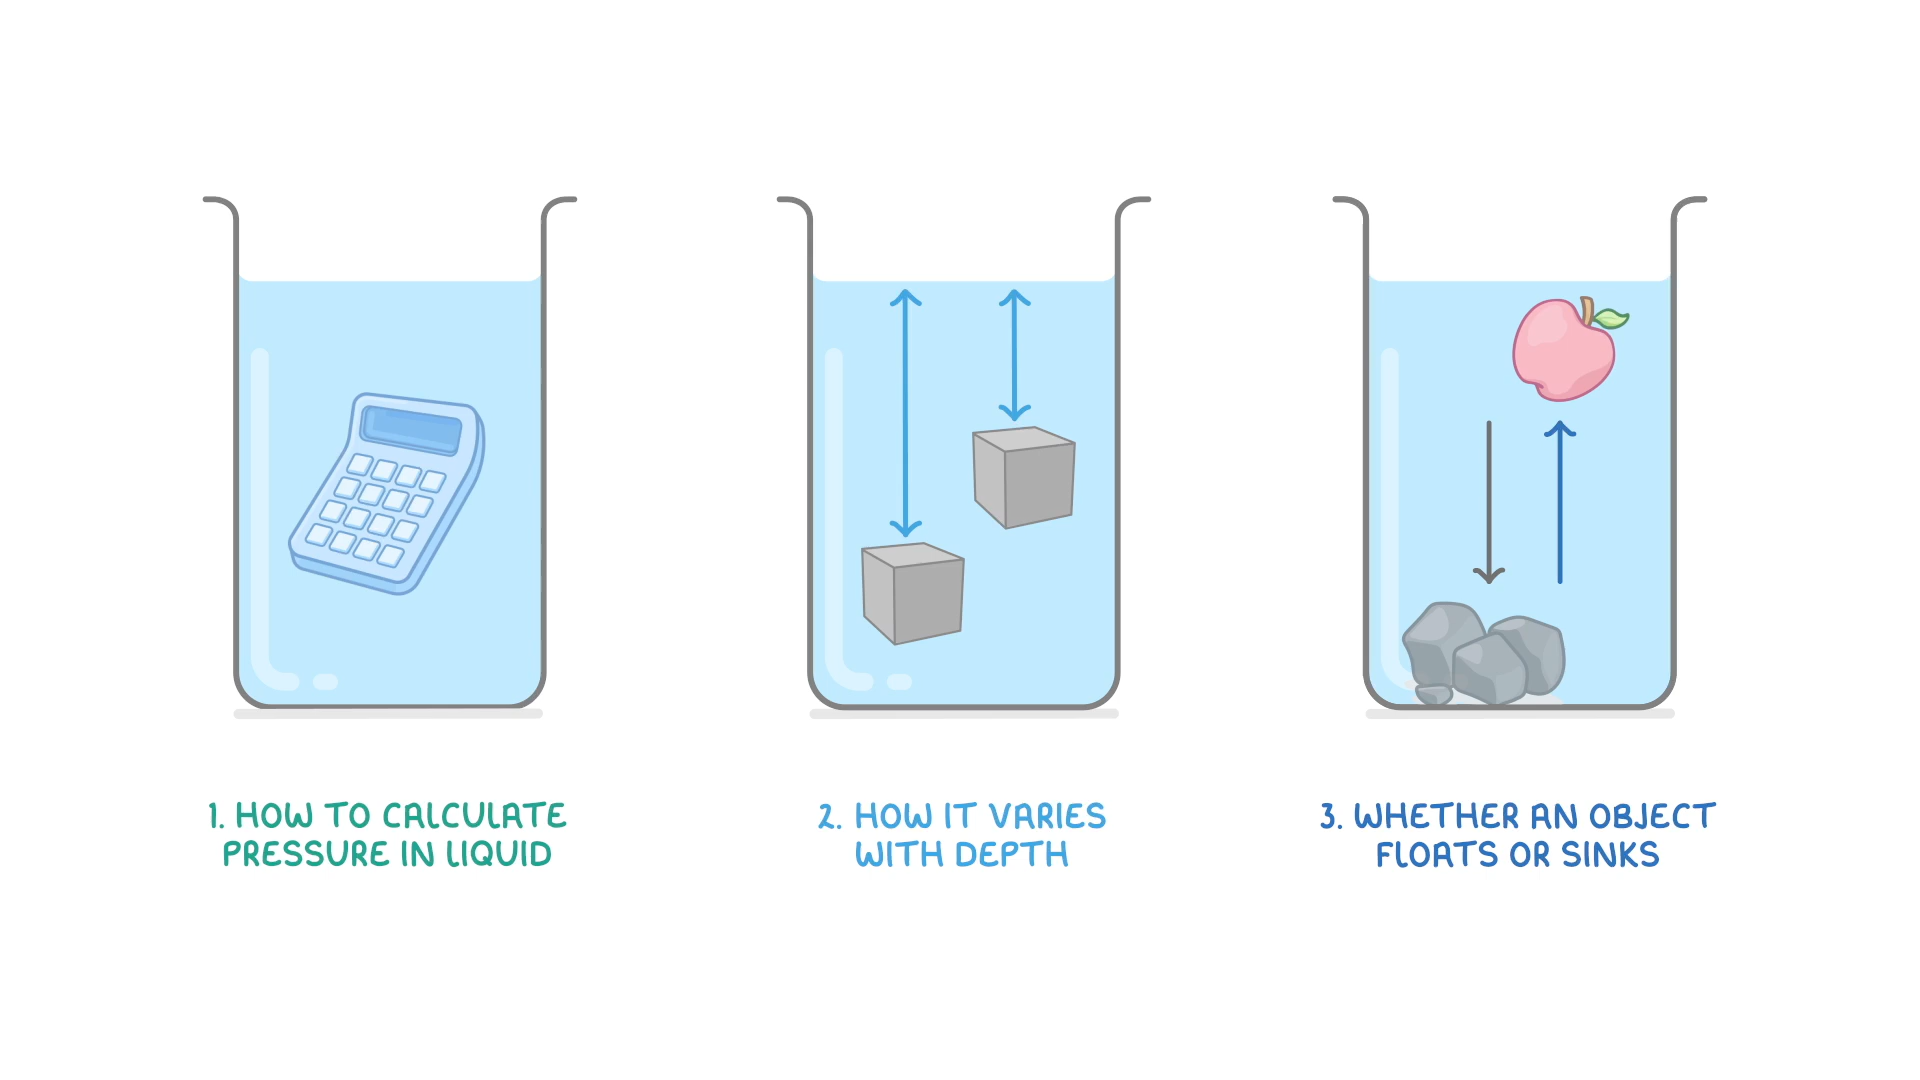 1. HOW TO CALCULATE
PRESSURE IN LIQUID
2. HOW IT VARIES
WITH DEPTH
3. WHETHER AN OBJECT
FLOATS OR SINKS